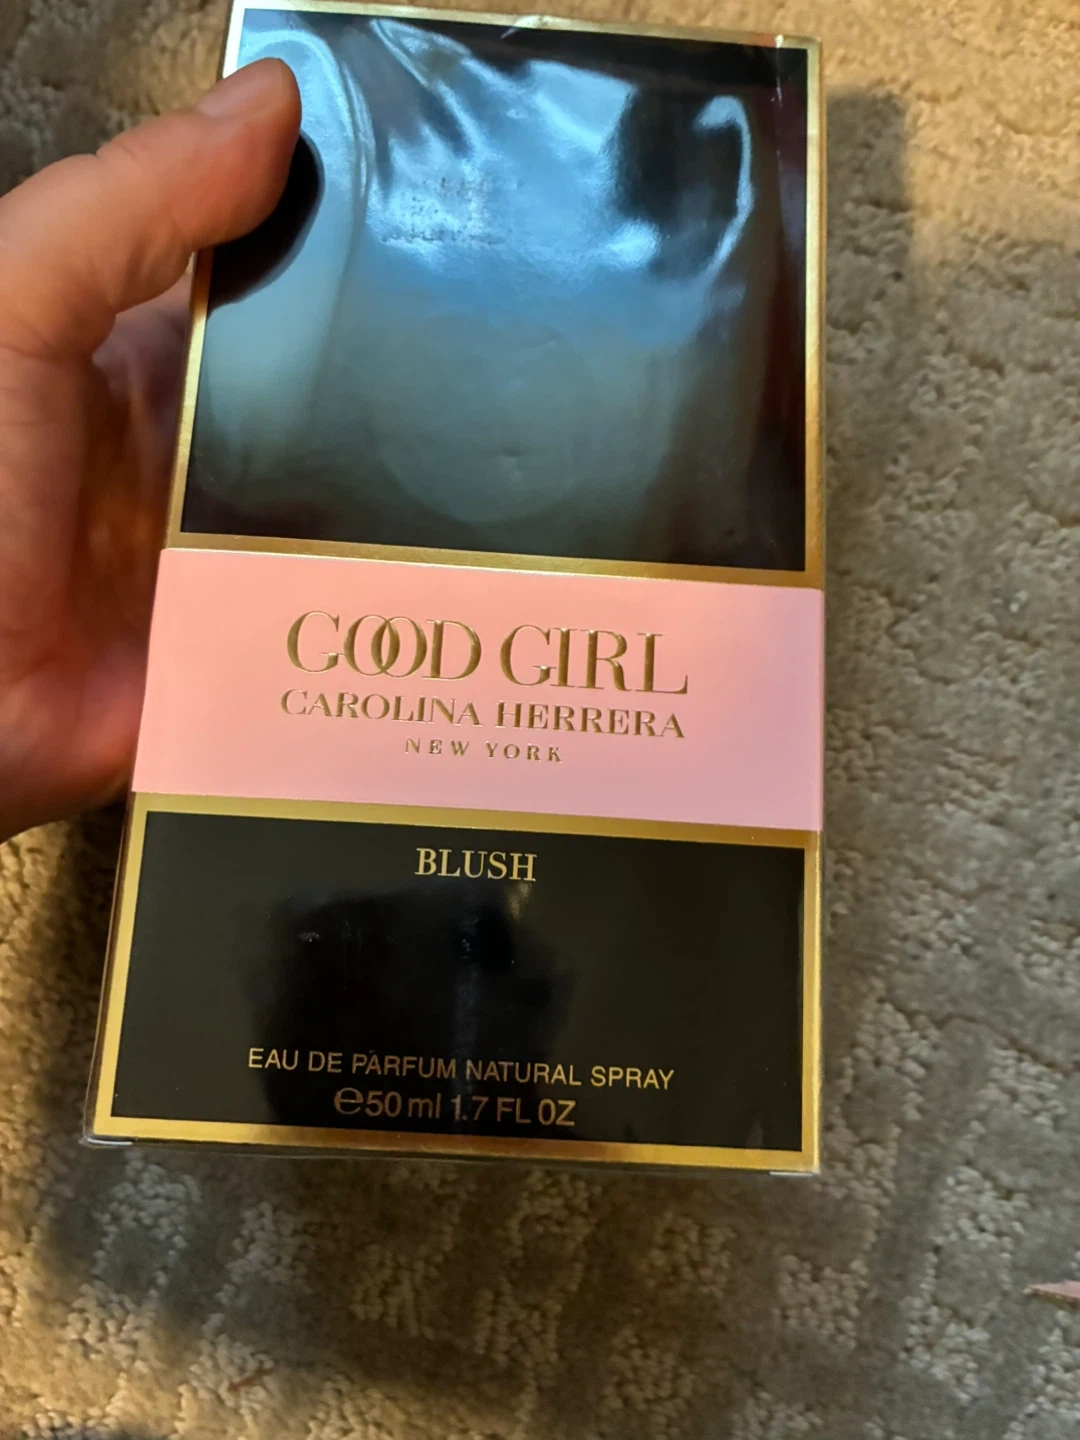 GOOD GIRL
CAROLINA HERRERA
NEW YORK
BLUSH
EAU DE PARFUM NATURAL SPRAY
℮50 ml 1.7 FL OZ